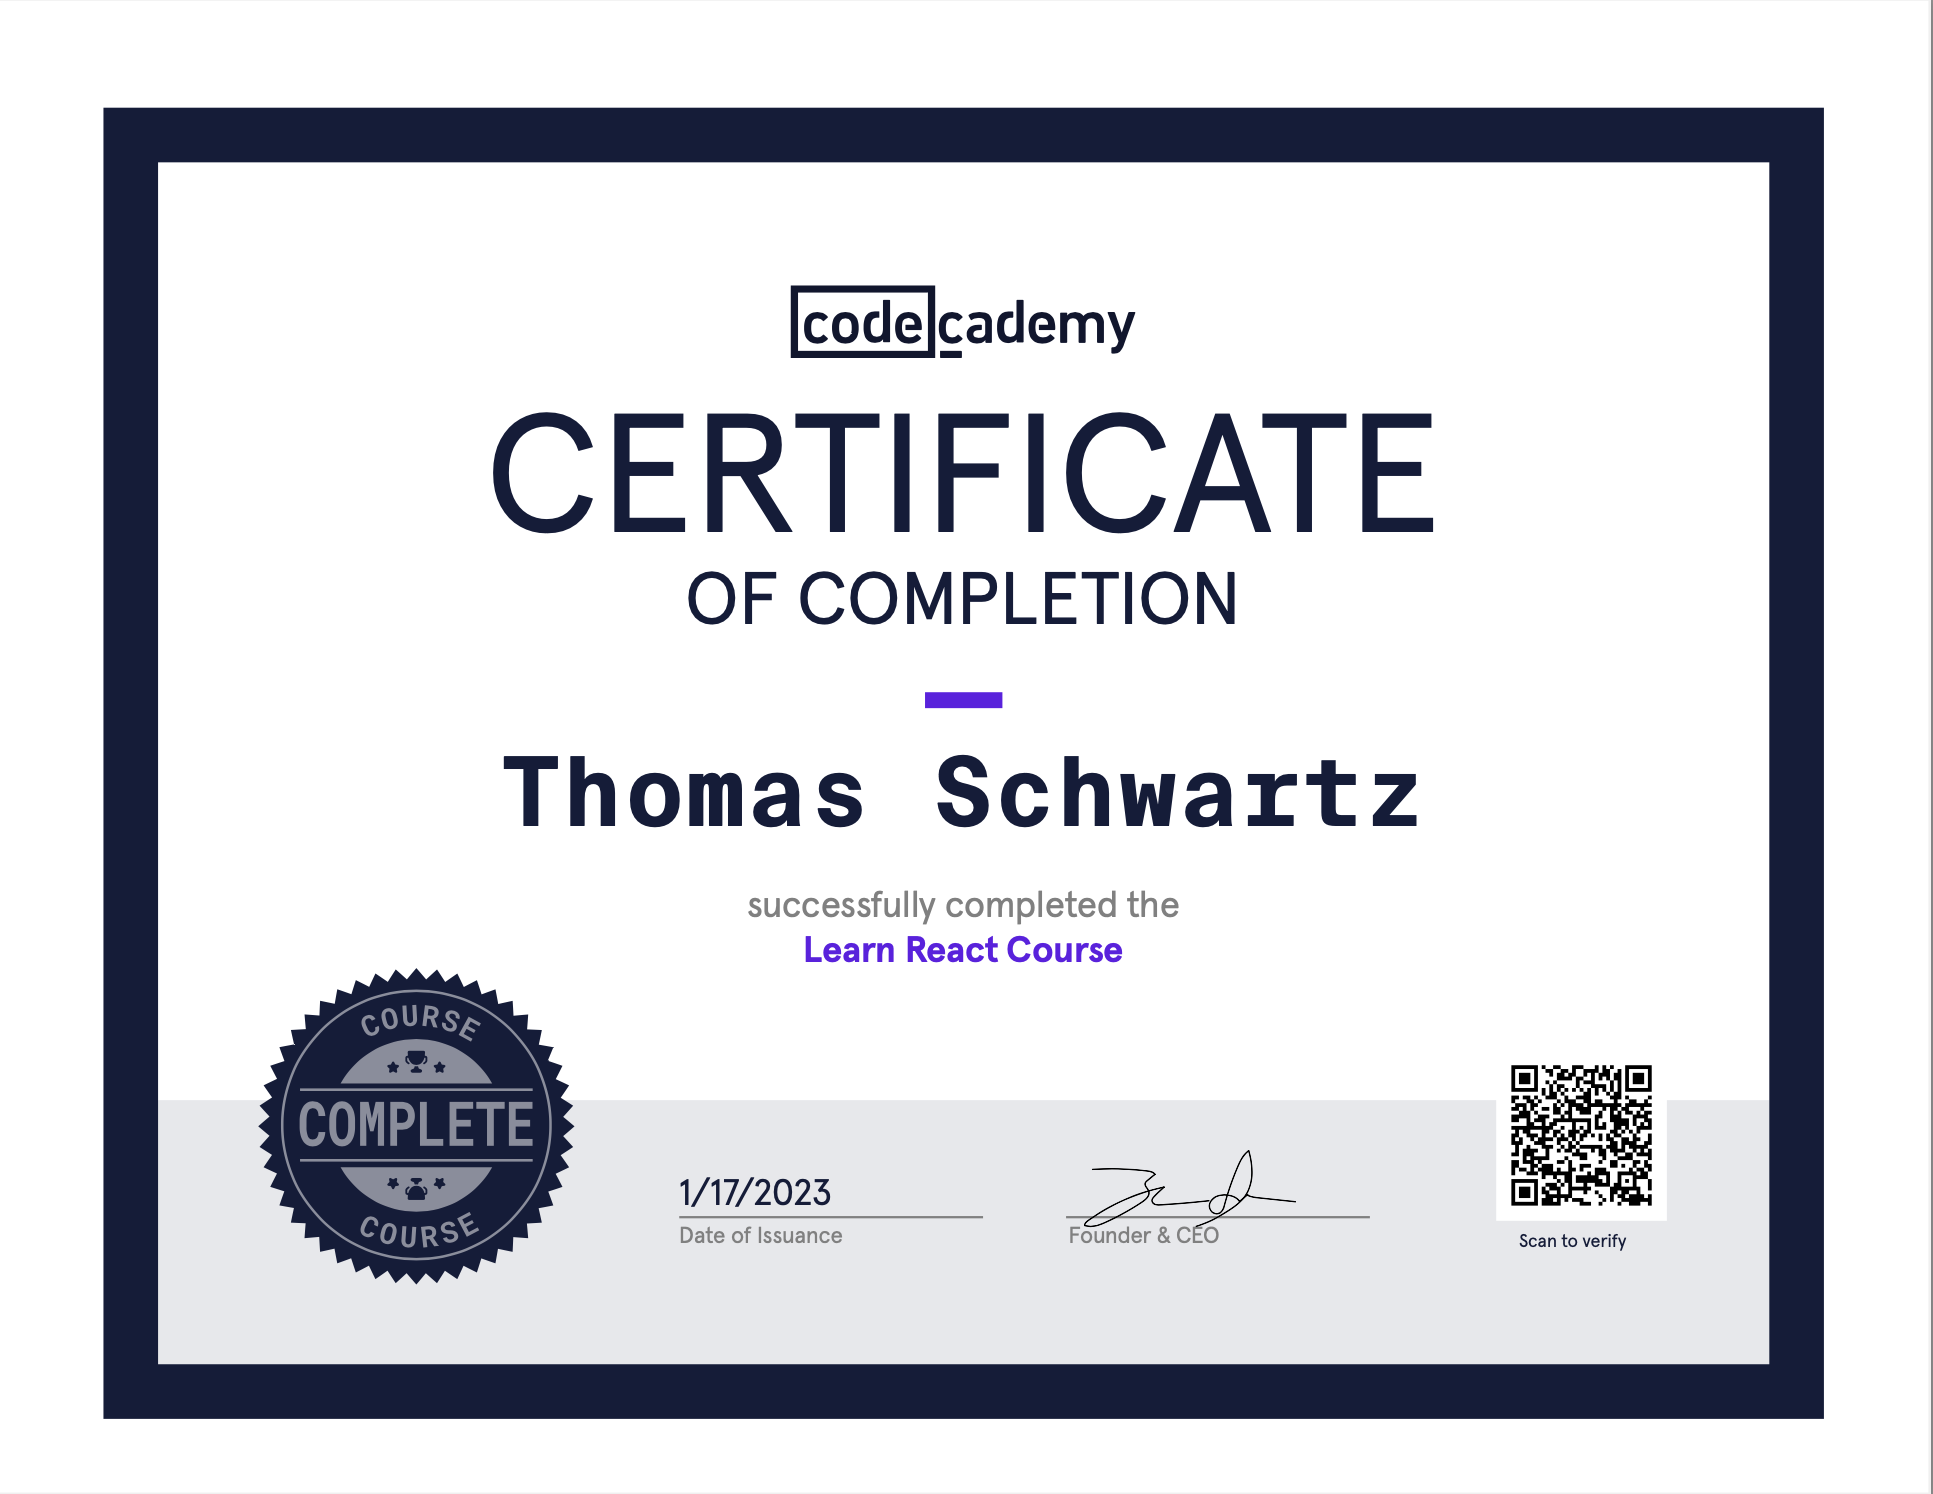 codecademy
CERTIFICATE
OF COMPLETION
Thomas Schwartz
successfully completed the
Learn React Course
COURSE
COMPLETE
COURSE
1/17/2023
Date of Issuance
Founder & CEO
Scan to verify